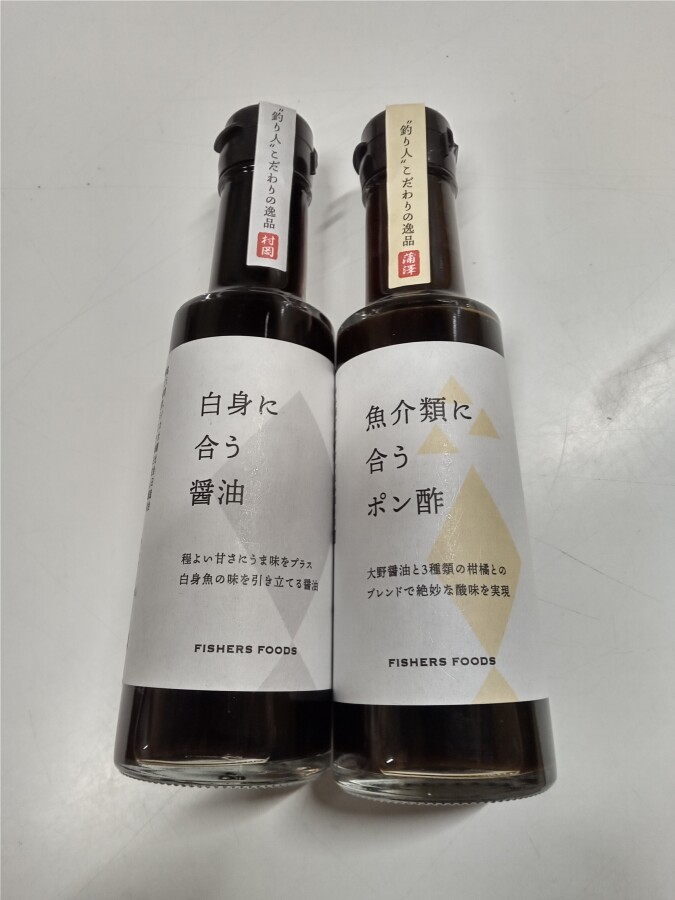 “釣り人”こだわりの逸品
村岡
白身に
合う
醤油
程よい甘さにうま味をプラス
白身魚の味を引き立てる醤油
FISHERS FOODS
“釣り人”こだわりの逸品
蒲澤
魚介類に
合う
ポン酢
大野醤油と3種類の柑橘との
ブレンドで絶妙な酸味を実現
FISHERS FOODS